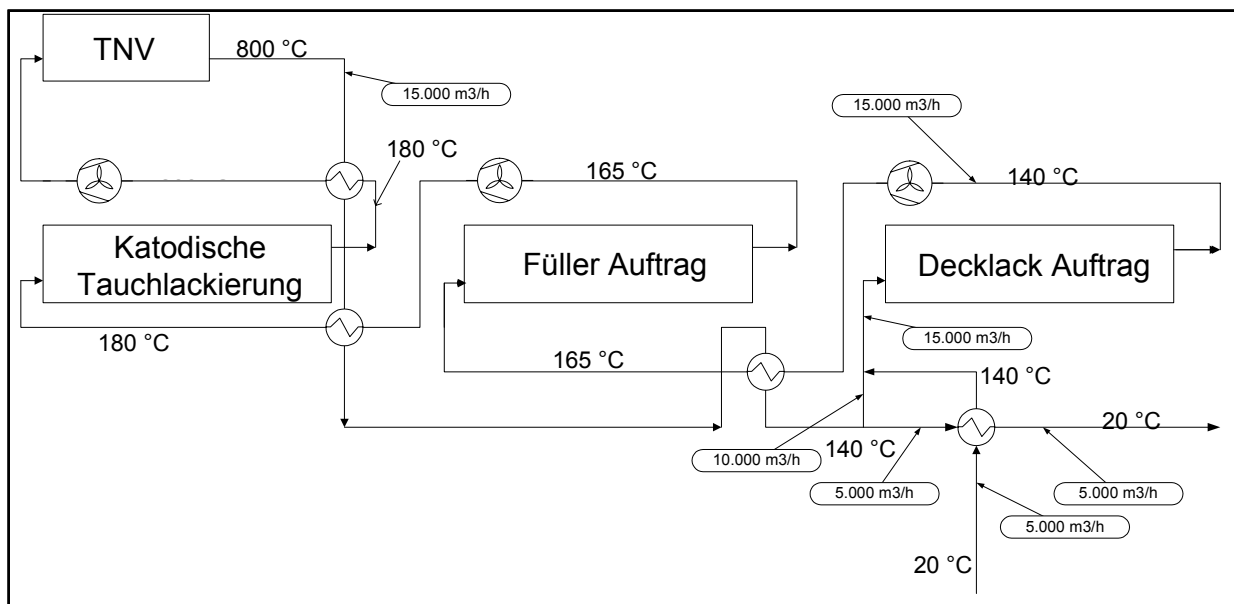 TNV
800 °C
15.000 m3/h
15.000 m3/h
180 °C
165 °C
140 °C
Katodische
Tauchlackierung
Füller Auftrag
Decklack Auftrag
180 °C
15.000 m3/h
165 °C
140 °C
20 °C
140 °C
10.000 m3/h
5.000 m3/h
5.000 m3/h
5.000 m3/h
20 °C